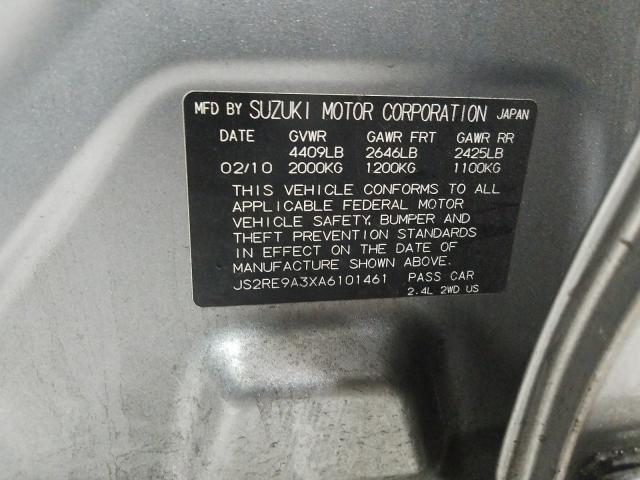 MFD BY SUZUKI MOTOR CORPORATION JAPAN
DATE GVWR GAWR FRT GAWR RR
4409LB 2646LB 2425LB
02/10 2000KG 1200KG 1100KG
THIS VEHICLE CONFORMS TO ALL
APPLICABLE FEDERAL MOTOR
VEHICLE SAFETY, BUMPER AND
THEFT PREVENTION STANDARDS
IN EFFECT ON THE DATE OF
MANUFACTURE SHOWN ABOVE.
JS2RE9A3XA6101461 PASS CAR
2.4L 2WD US